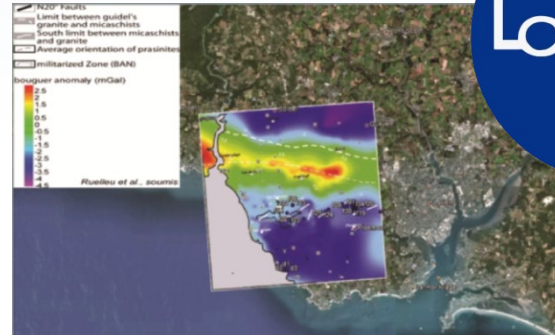 N20° Faults
Limit between guidel's
granite and micaschists
South limit between micaschists
and granite
Average orientation of prasinites
militarized Zone (BAN)
bouguer anomaly (mGal)
2.5
2
1.5
1
0.5
0
-0.5
-1
-1.5
-2
-2.5
-3
-3.5
-4
-4.5
Ruelleu et al., soumis
Lo